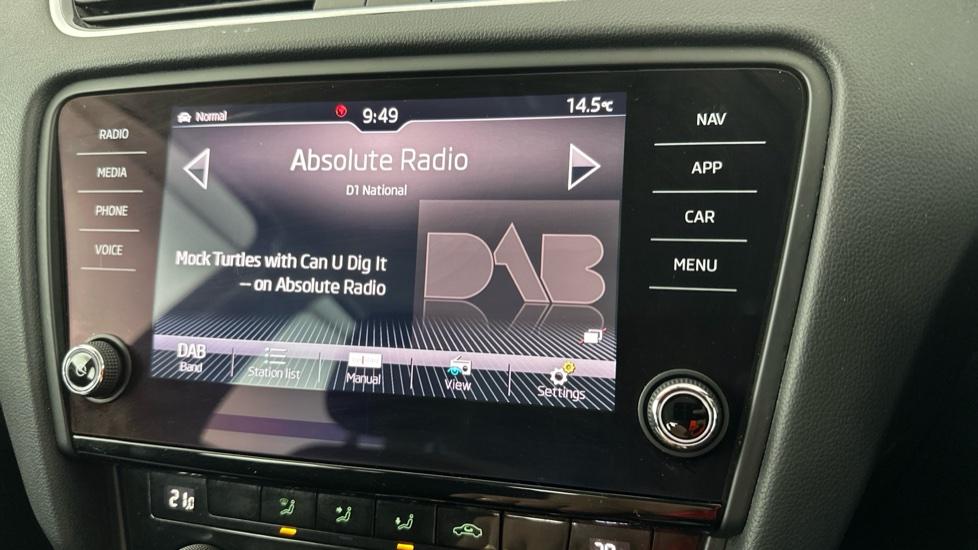 Normal
9:49
14.5°C
RADIO
MEDIA
PHONE
VOICE
Absolute Radio
D1 National
Mock Turtles with Can U Dig It
-- on Absolute Radio
DAB
DAB
Band
Station list
Manual
View
Settings
NAV
APP
CAR
MENU
21.0